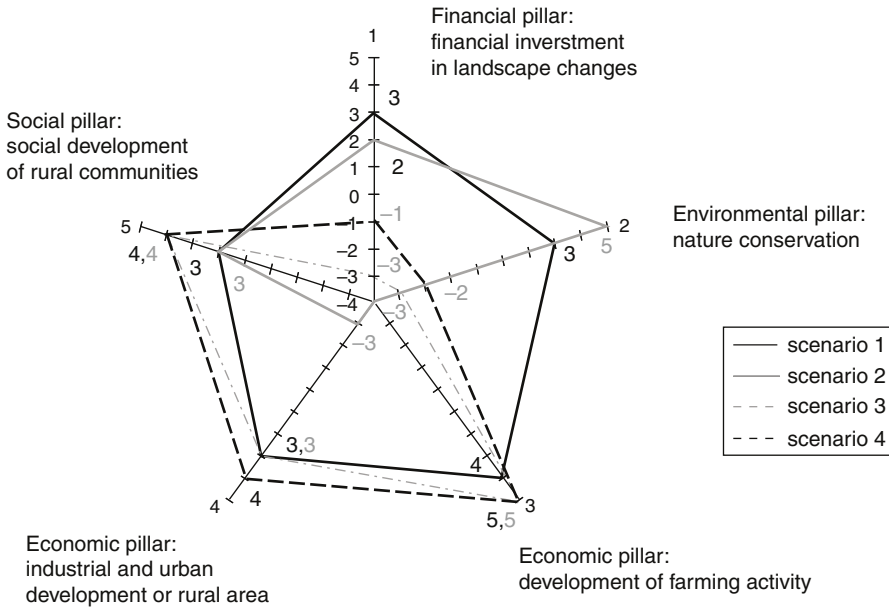 Financial pillar:
financial inverstment
in landscape changes
1
5
4
3
2
1
0
-1
–2
–3
–4
3
2
–1
–3
Social pillar:
social development
of rural communities
5
4,4
3
3
Environmental pillar:
nature conservation
2
5
3
–2
–3
–3
scenario 1
scenario 2
scenario 3
scenario 4
3,3
4
4
4
3
5,5
Economic pillar:
industrial and urban
development or rural area
Economic pillar:
development of farming activity